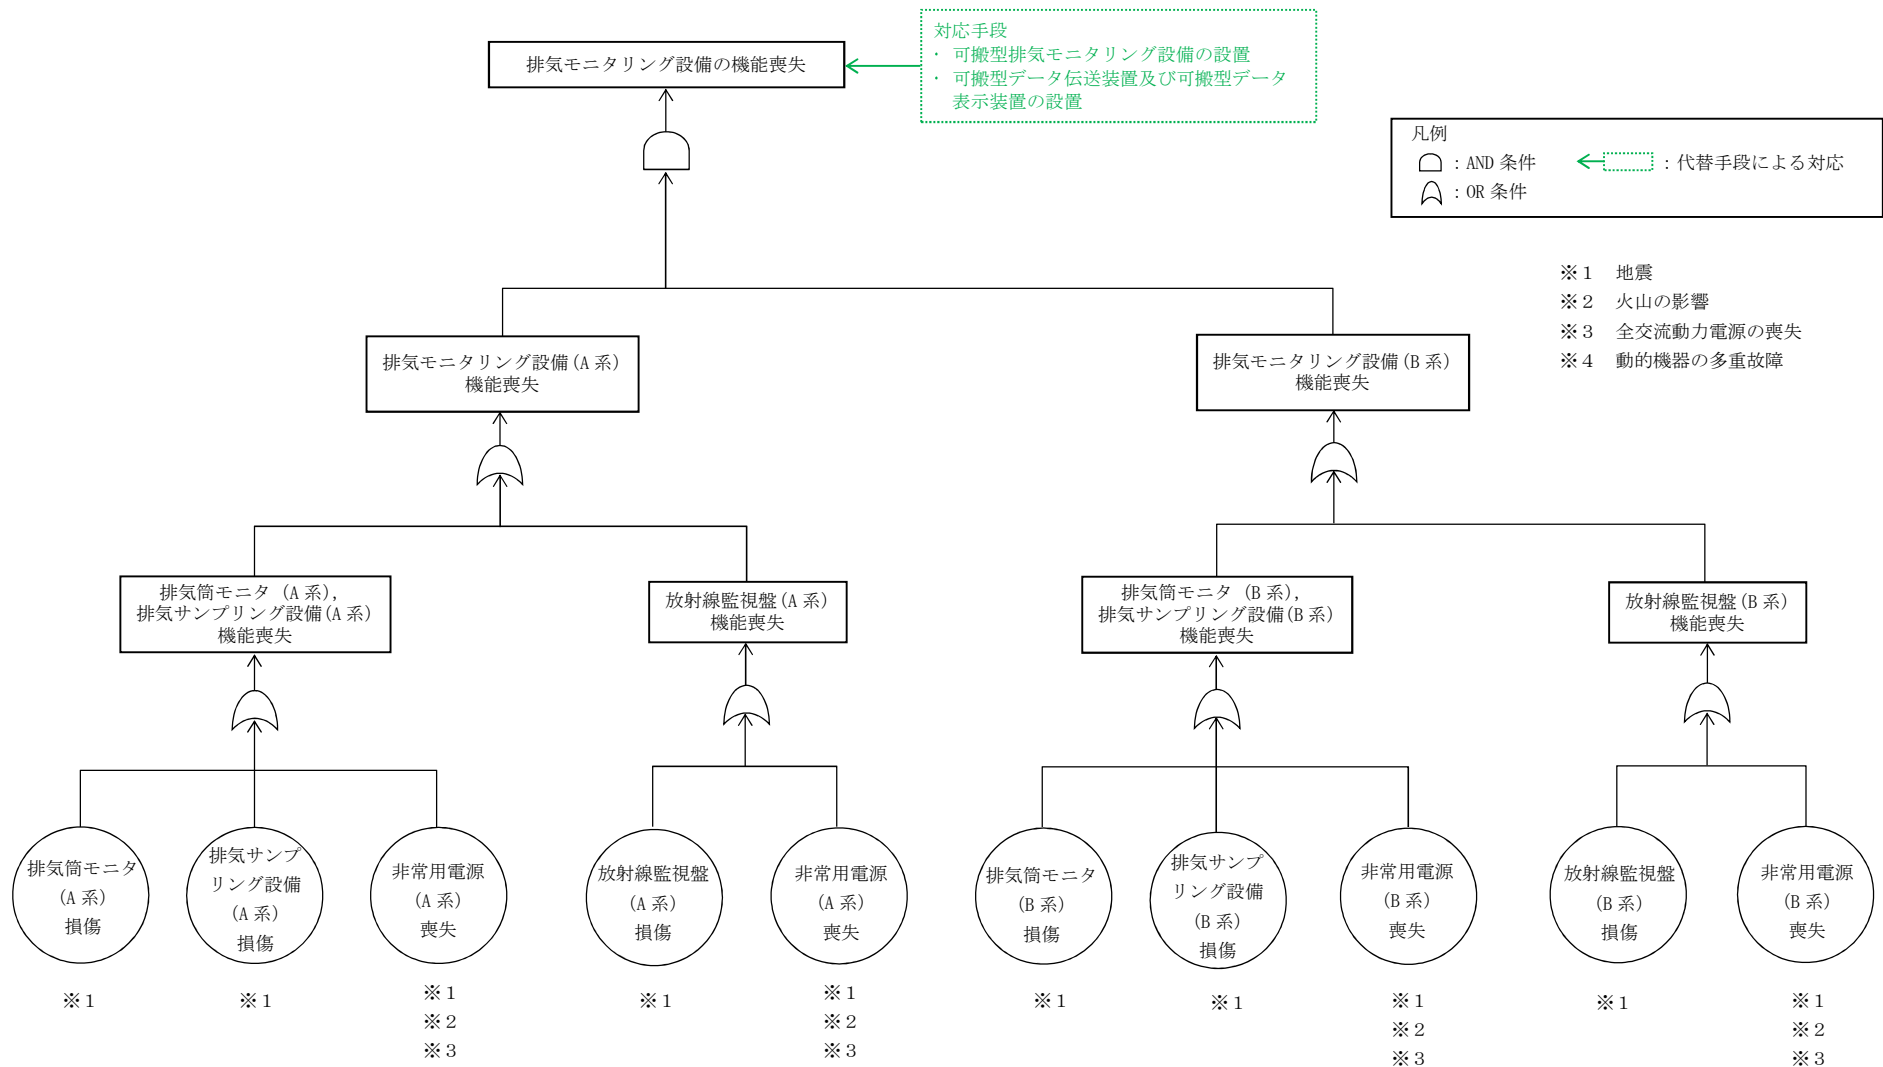 対応手段
・ 可搬型排気モニタリング設備の設置
・ 可搬型データ伝送装置及び可搬型データ
表示装置の設置
排気モニタリング設備の機能喪失
凡例
：AND 条件
：代替手段による対応
：OR 条件
※１ 地震
※２ 火山の影響
※３ 全交流動力電源の喪失
※４ 動的機器の多重故障
排気モニタリング設備(A 系)
機能喪失
排気モニタリング設備(B 系)
機能喪失
排気筒モニタ (A 系),
排気サンプリング設備(A 系)
機能喪失
放射線監視盤(A 系)
機能喪失
排気筒モニタ (B 系),
排気サンプリング設備(B 系)
機能喪失
放射線監視盤(B 系)
機能喪失
排気筒モニタ
(A 系)
損傷
排気サンプ
リング設備
(A 系)
損傷
非常用電源
(A 系)
喪失
放射線監視盤
(A 系)
損傷
非常用電源
(A 系)
喪失
排気筒モニタ
(B 系)
損傷
排気サンプ
リング設備
(B 系)
損傷
非常用電源
(B 系)
喪失
放射線監視盤
(B 系)
損傷
非常用電源
(B 系)
喪失
※１
※１
※１
※２
※３
※１
※１
※２
※３
※１
※１
※１
※２
※３
※１
※１
※２
※３